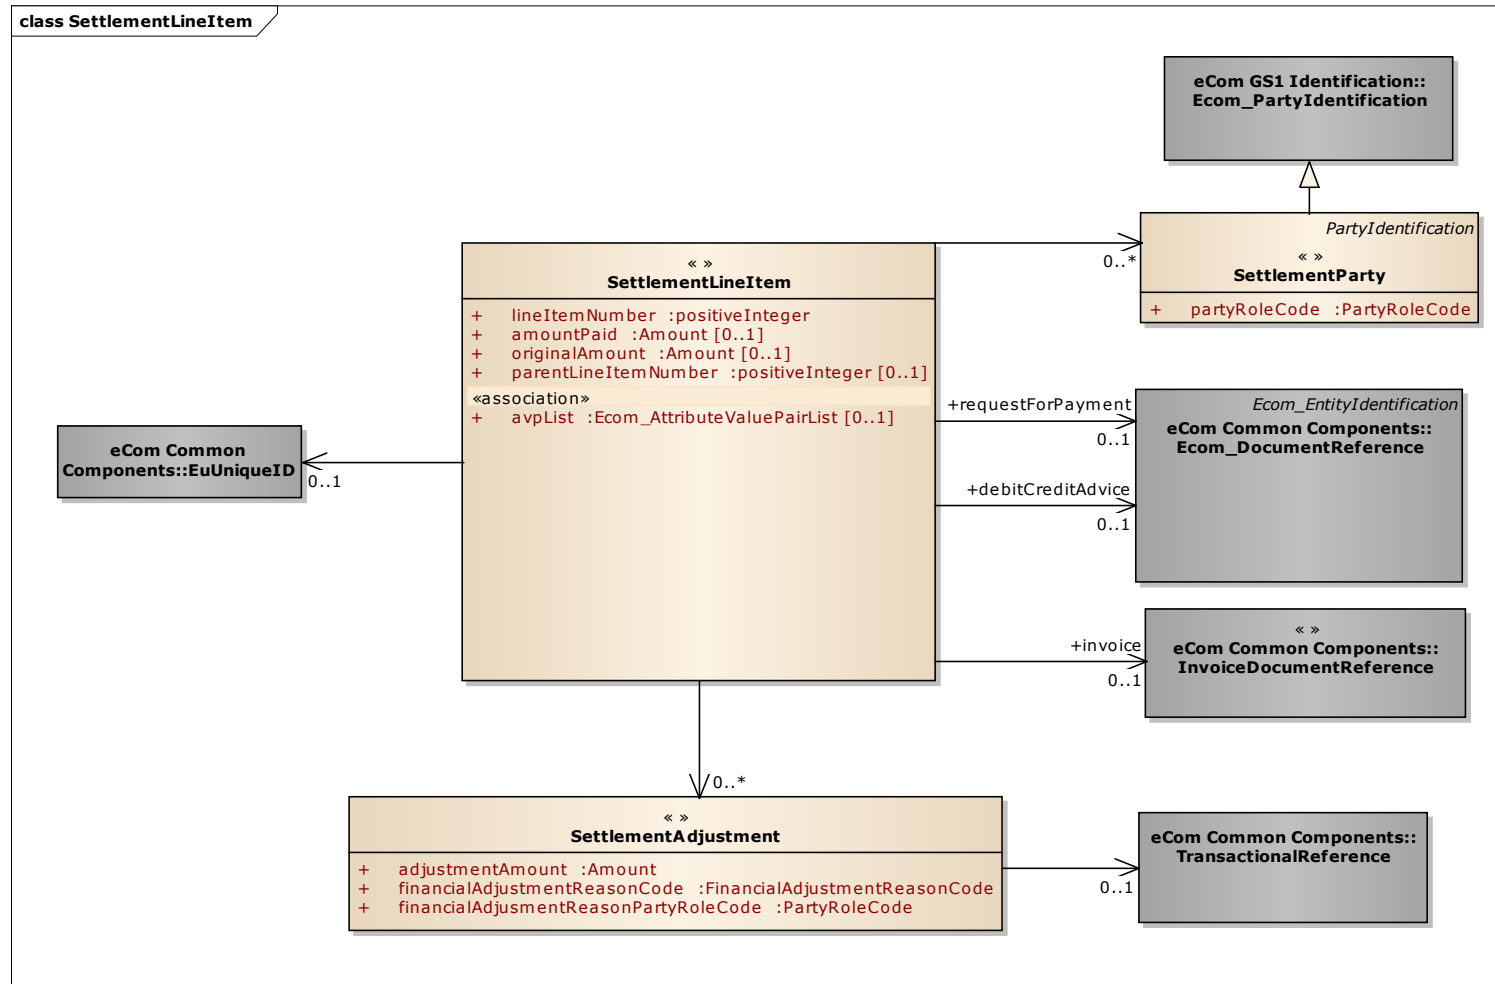 class SettlementLineItem
eCom GS1 Identification::
Ecom_PartyIdentification
PartyIdentification
« »
SettlementParty
+ partyRoleCode :PartyRoleCode
0..*
« »
SettlementLineItem
+ lineItemNumber :positiveInteger
+ amountPaid :Amount [0..1]
+ originalAmount :Amount [0..1]
+ parentLineItemNumber :positiveInteger [0..1]
«association»
+ avpList :Ecom_AttributeValuePairList [0..1]
+requestForPayment
0..1
Ecom_EntityIdentification
eCom Common Components::
Ecom_DocumentReference
+debitCreditAdvice
0..1
eCom Common
Components::EuUniqueID
0..1
+invoice
0..1
« »
eCom Common Components::
InvoiceDocumentReference
0..*
« »
SettlementAdjustment
+ adjustmentAmount :Amount
+ financialAdjustmentReasonCode :FinancialAdjustmentReasonCode
+ financialAdjusmentReasonPartyRoleCode :PartyRoleCode
0..1
eCom Common Components::
TransactionalReference